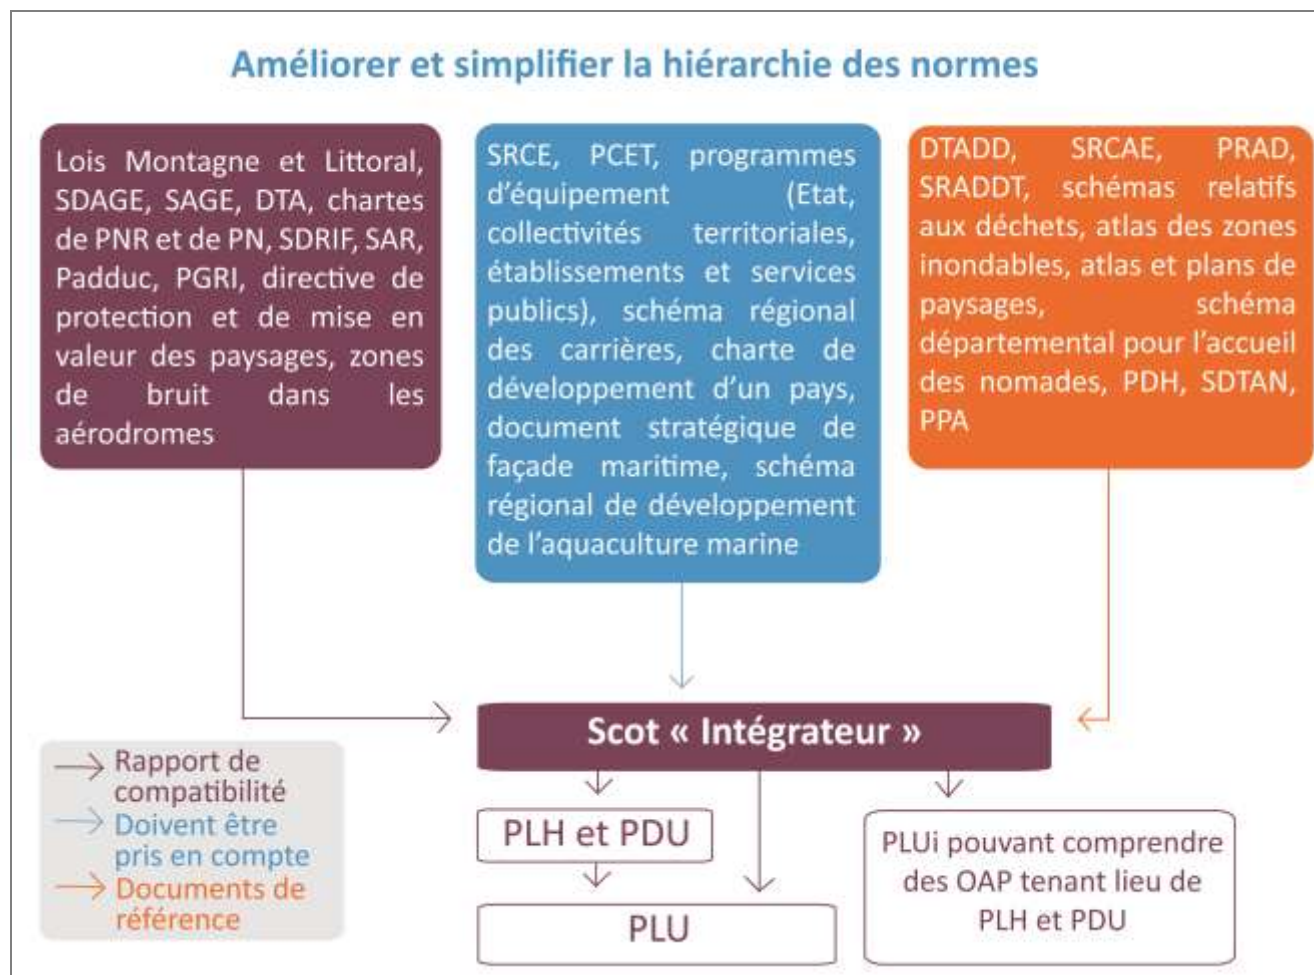 Améliorer et simplifier la hiérarchie des normes
Lois Montagne et Littoral,
SDAGE, SAGE, DTA, chartes
de PNR et de PN, SDRIF, SAR,
Padduc, PGRI, directive de
protection et de mise en
valeur des paysages, zones
de bruit dans les
aérodromes
SRCE, PCET, programmes
d’équipement (Etat,
collectivités territoriales,
établissements et services
publics), schéma régional
des carrières, charte de
développement d’un pays,
document stratégique de
façade maritime, schéma
régional de développement
de l’aquaculture marine
DTADD, SRCAE, PRAD,
SRADDT, schémas relatifs
aux déchets, atlas des zones
inondables, atlas et plans de
paysages, schéma
départemental pour l’accueil
des nomades, PDH, SDTAN,
PPA
Scot « Intégrateur »
Rapport de
compatibilité
Doivent être
pris en compte
Documents de
référence
PLH et PDU
PLU
PLUi pouvant comprendre
des OAP tenant lieu de
PLH et PDU